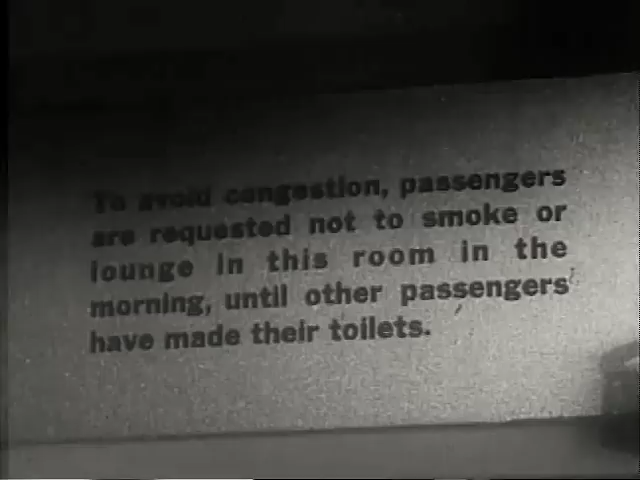 To avoid congestion, passengers
are requested not to smoke or
lounge in this room in the
morning, until other passengers
have made their toilets.